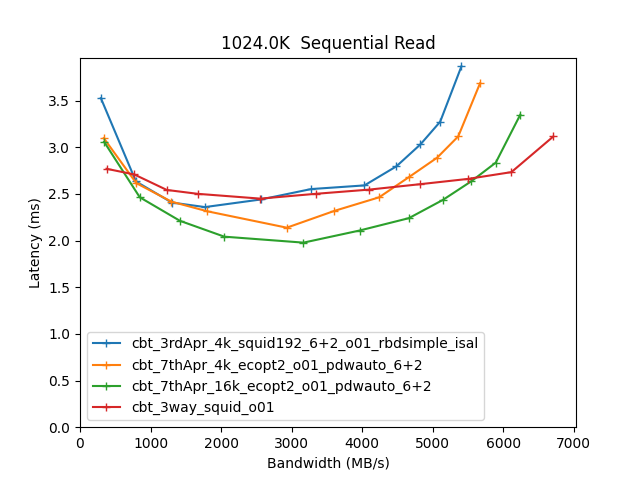 1024.0K  Sequential Read
Latency (ms)
3.5
3.0
2.5
2.0
1.5
1.0
0.5
0.0
cbt_3rdApr_4k_squid192_6+2_o01_rbdsimple_isal
cbt_7thApr_4k_ecopt2_o01_pdwauto_6+2
cbt_7thApr_16k_ecopt2_o01_pdwauto_6+2
cbt_3way_squid_o01
0 1000 2000 3000 4000 5000 6000 7000
Bandwidth (MB/s)